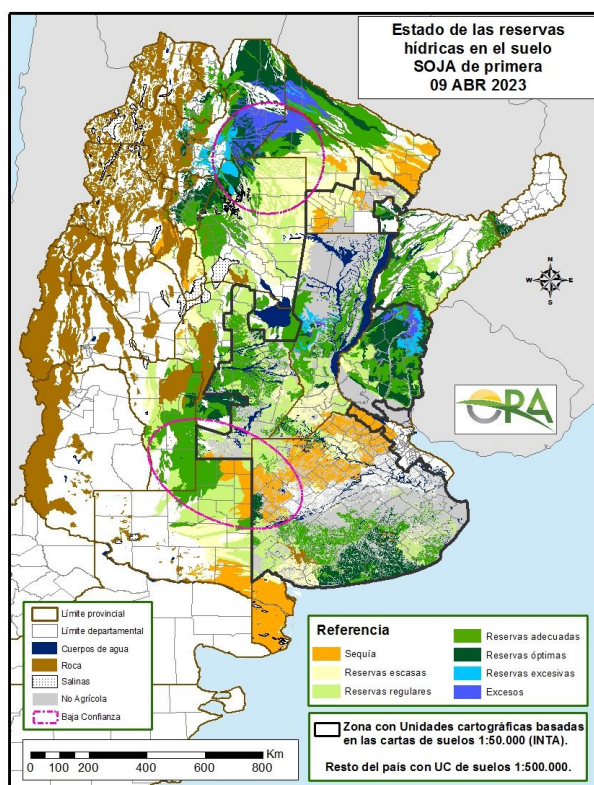 Estado de las reservas
hídricas en el suelo
SOJA de primera
09 ABR 2023
N
W
E
S
ORA
Límite provincial
Límite departamental
Cuerpos de agua
Roca
Salinas
No Agrícola
Baja Confianza
Referencia
Sequía
Reservas escasas
Reservas regulares
Reservas adecuadas
Reservas óptimas
Reservas excesivas
Excesos
Zona con Unidades cartográficas basadas
en las cartas de suelos 1:50.000 (INTA).
Resto del país con UC de suelos 1:500.000.
Km
0 100 200 400 600 800